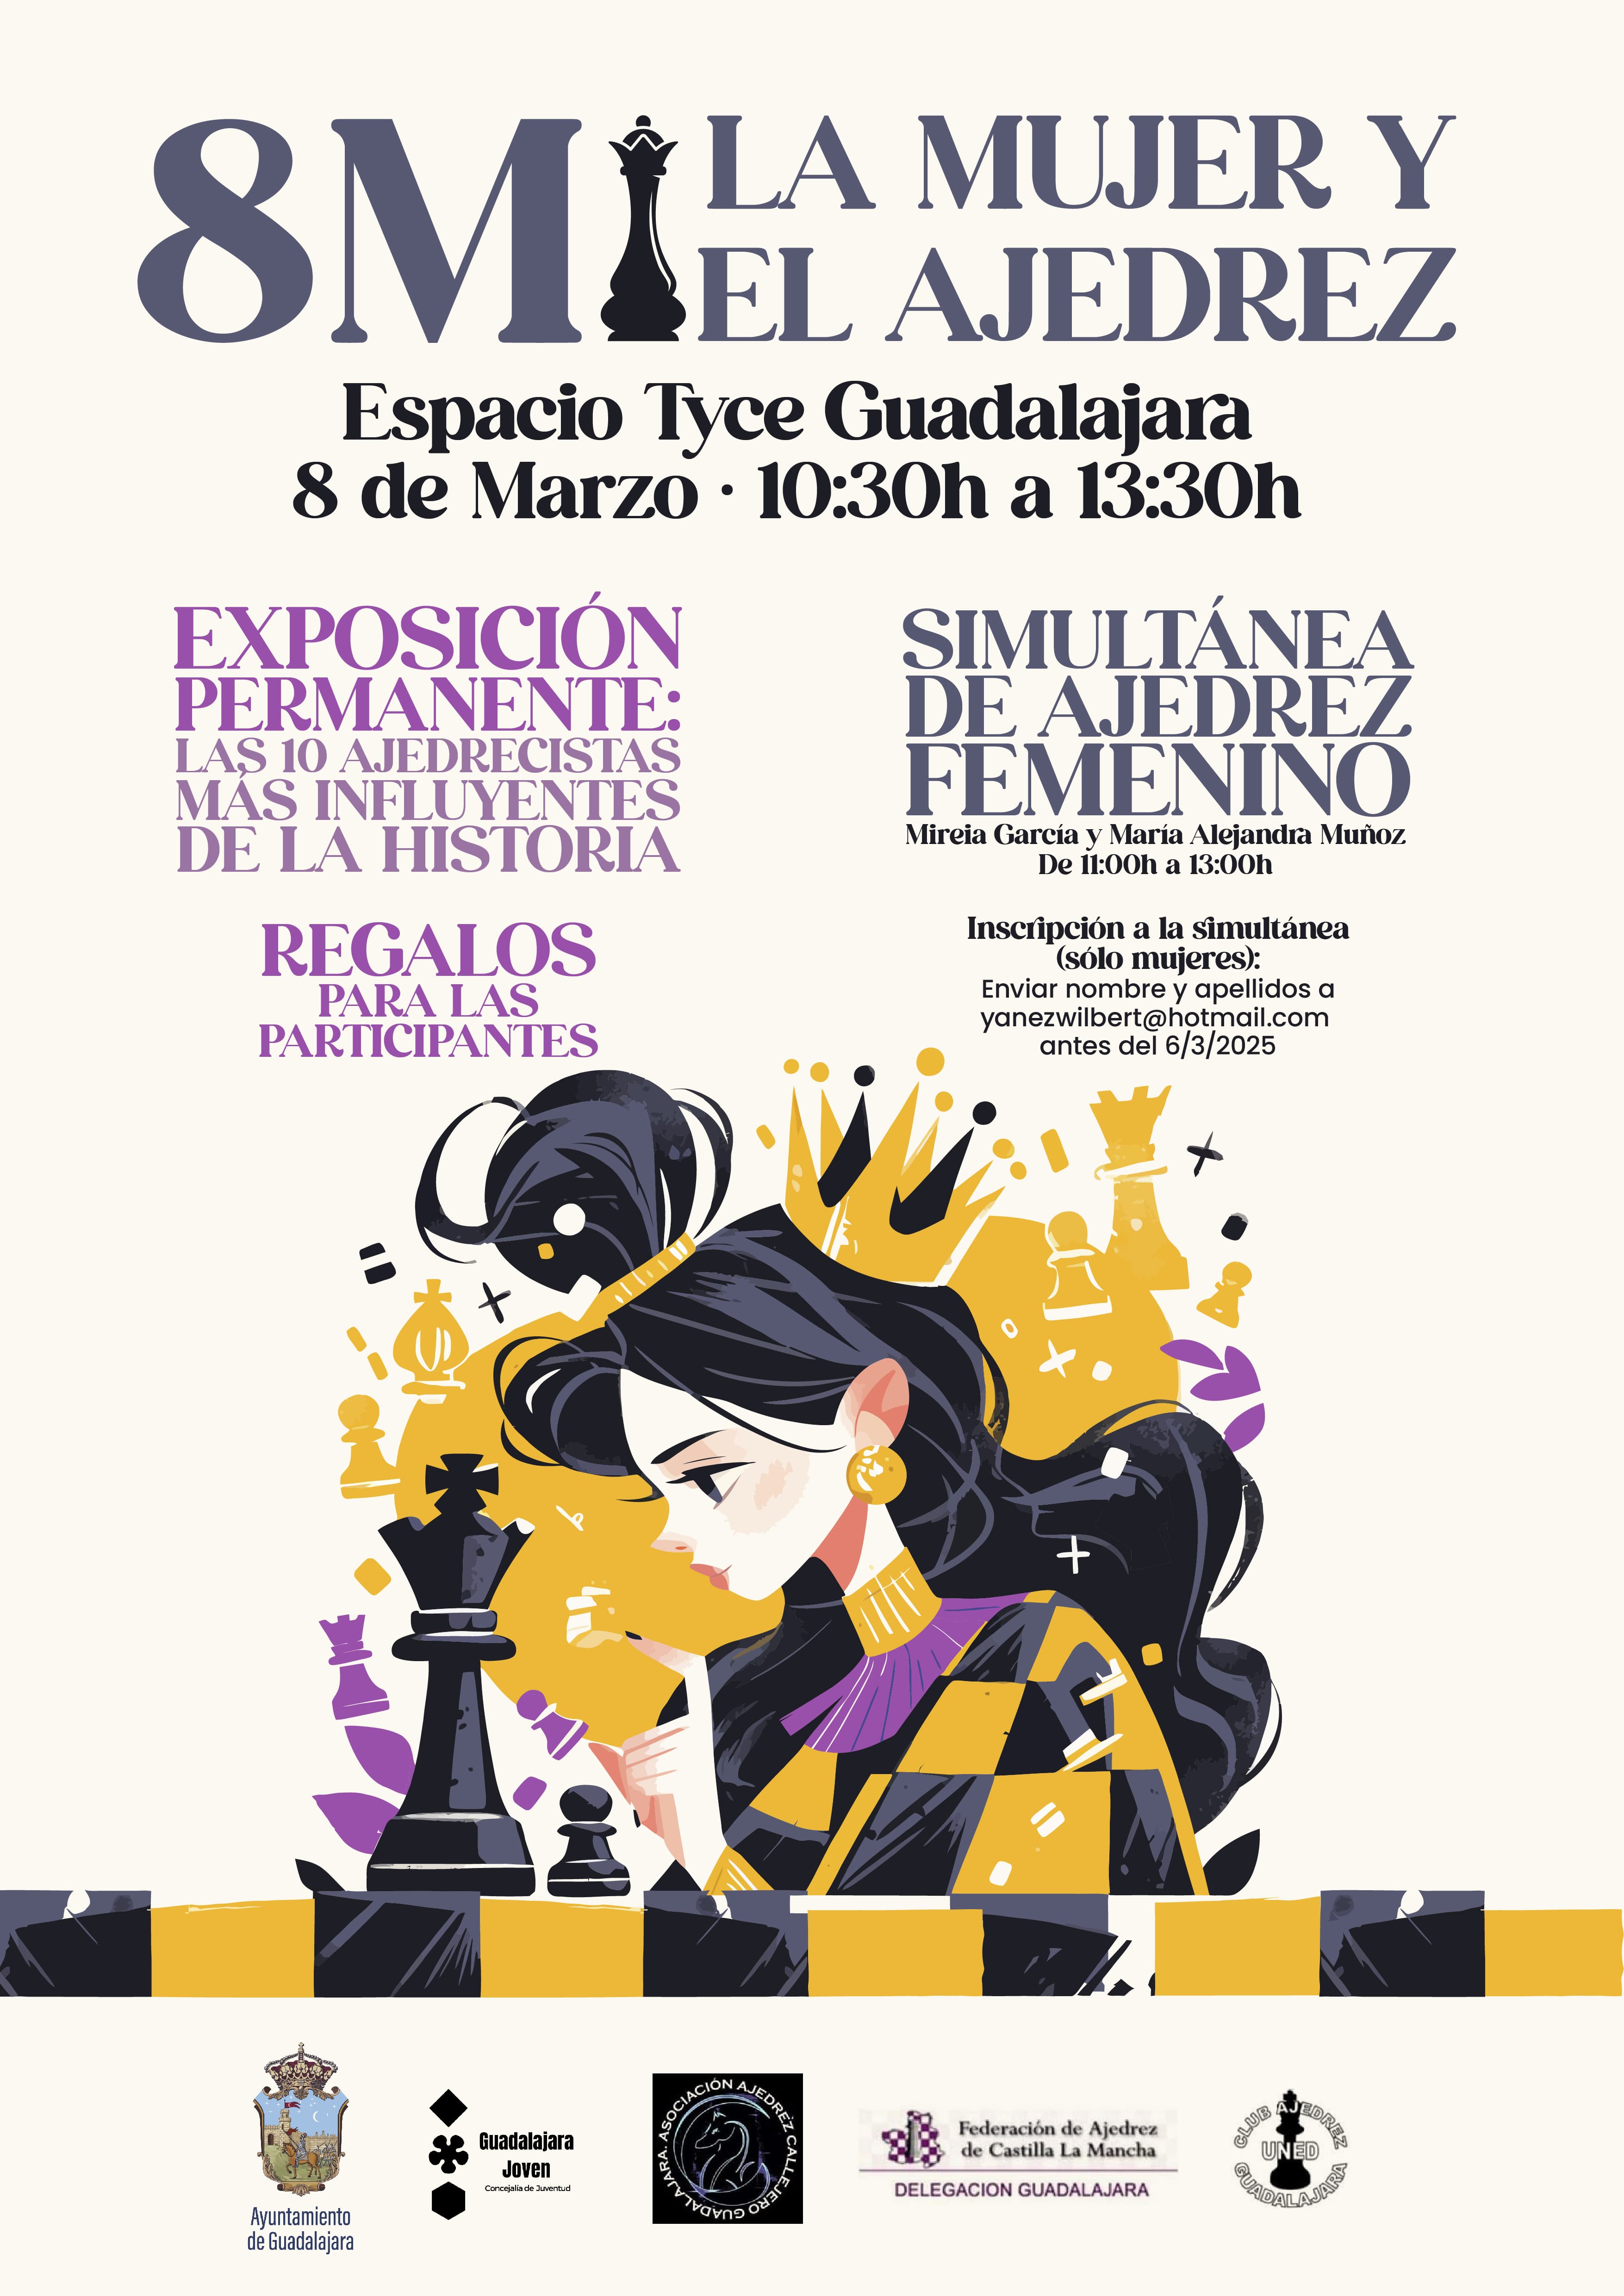 8M LA MUJER Y
EL AJEDREZ
Espacio Tyce Guadalajara
8 de Marzo · 10:30h a 13:30h
EXPOSICIÓN
PERMANENTE:
LAS 10 AJEDRECISTAS
MÁS INFLUYENTES
DE LA HISTORIA
REGALOS
PARA LAS
PARTICIPANTES
SIMULTÁNEA
DE AJEDREZ
FEMENINO
Mireia García y María Alejandra Muñoz
De 11:00h a 13:00h
Inscripción a la simultánea
(sólo mujeres):
Enviar nombre y apellidos a
yanezwilbert@hotmail.com
antes del 6/3/2025
Ayuntamiento
de Guadalajara
Guadalajara
Joven
Concejalía de Juventud
ASOCIACIÓN AJEDREZ CALLEJERO GUADALAJARA.
Federación de Ajedrez
de Castilla La Mancha
DELEGACION GUADALAJARA
CLUB AJEDREZ
UNED
GUADALAJARA